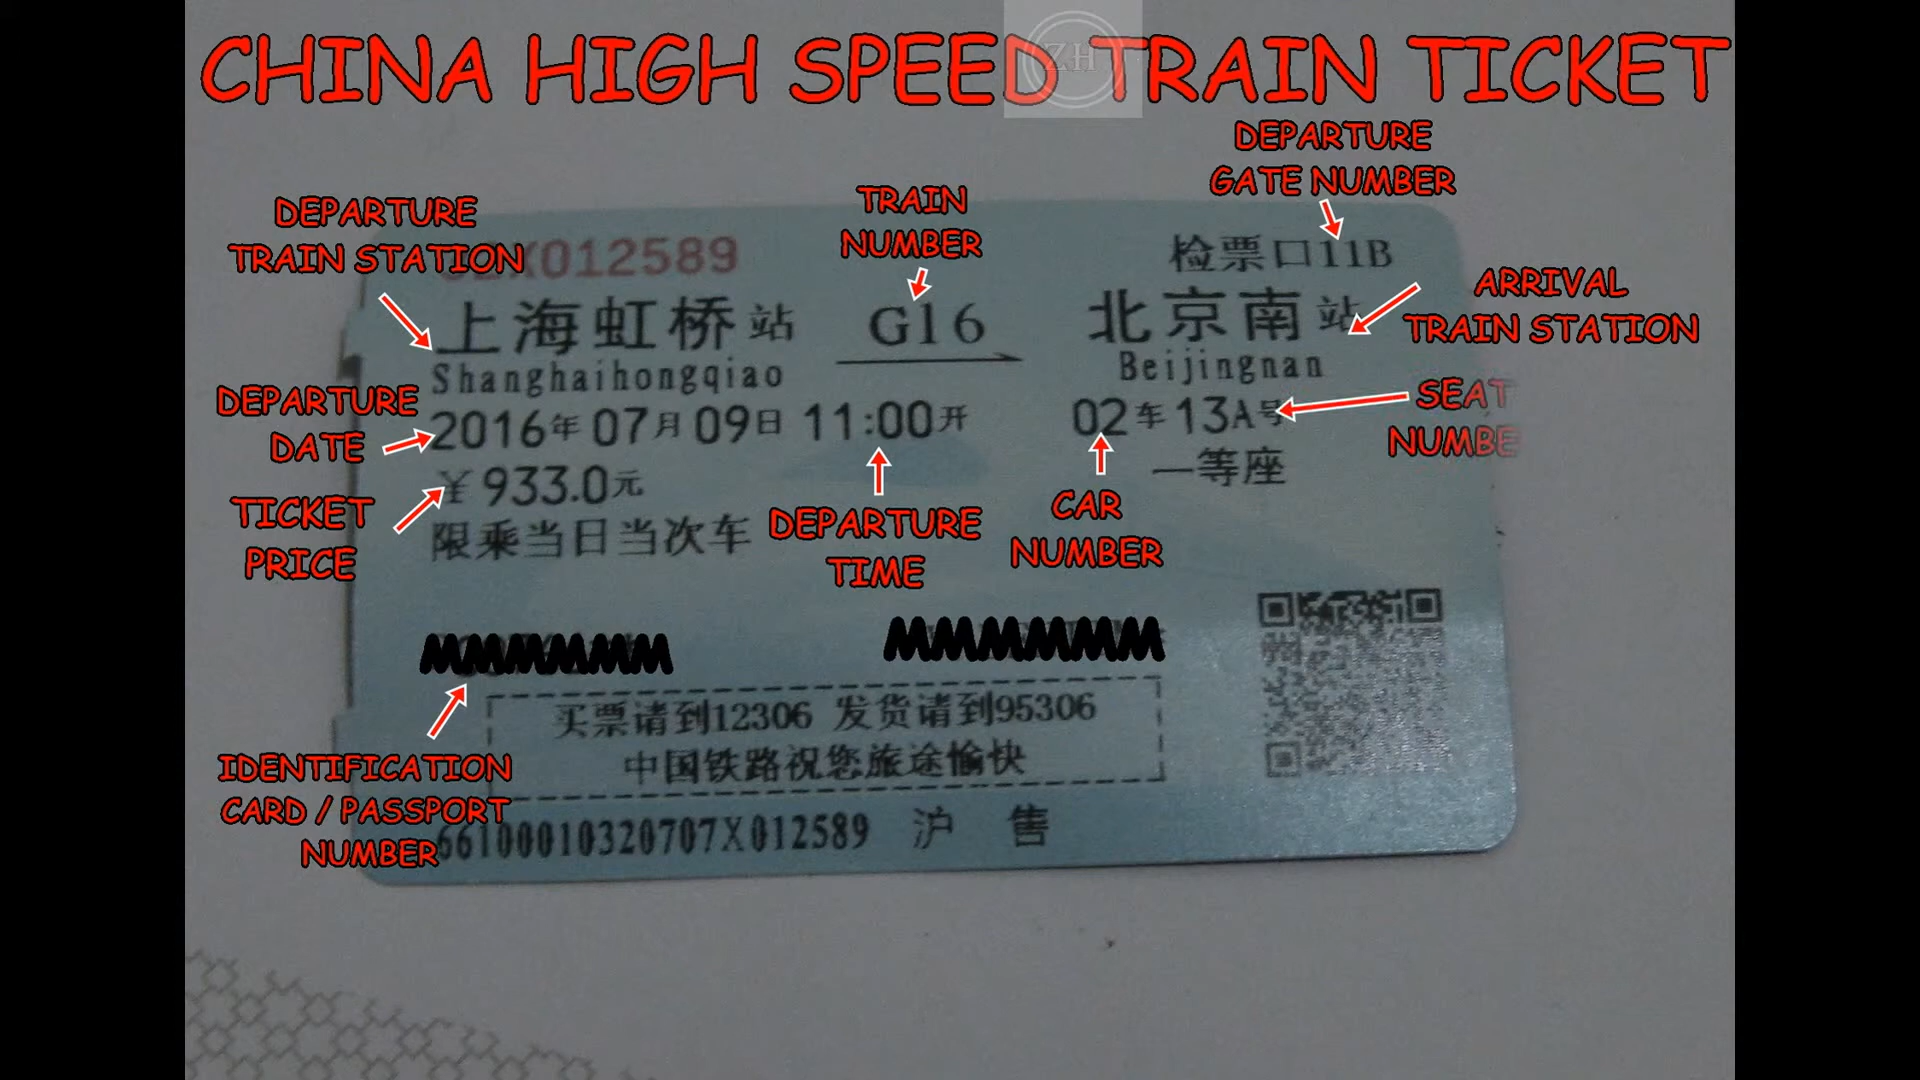 CHINA HIGH SPEED TRAIN TICKET
ZH
DEPARTURE
GATE NUMBER
DEPARTURE
TRAIN STATION
TRAIN
NUMBER
X012589
检票口11B
ARRIVAL
TRAIN STATION
上海虹桥站
G16
北京南站
Shanghaihongqiao
Beijingnan
DEPARTURE
DATE
2016年07月09日 11:00开
02车13A号
SEAT
NUMBE
一等座
TICKET
PRICE
¥933.0元
限乘当日当次车
DEPARTURE
TIME
CAR
NUMBER
买票请到12306 发货请到95306
中国铁路祝您旅途愉快
IDENTIFICATION
CARD / PASSPORT
NUMBER
66100010320707X012589 沪 售